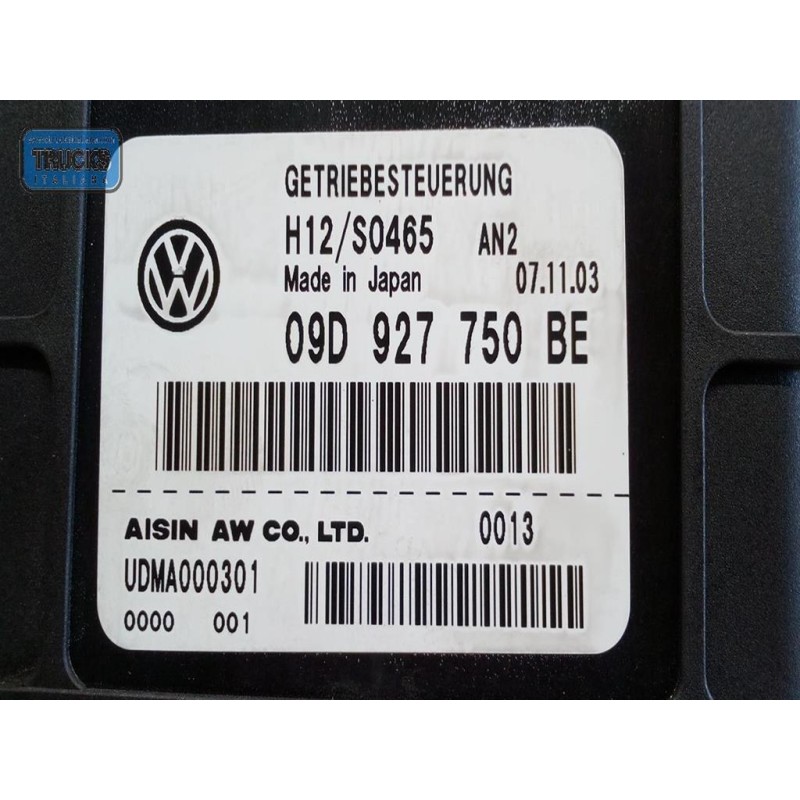 TRUCKS
ITALIANA
GETRIEBESTEUERUNG
H12/S0465 AN2
Made in Japan 07.11.03
09D 927 750 BE
AISIN AW CO., LTD. 0013
UDMA000301
0000 001